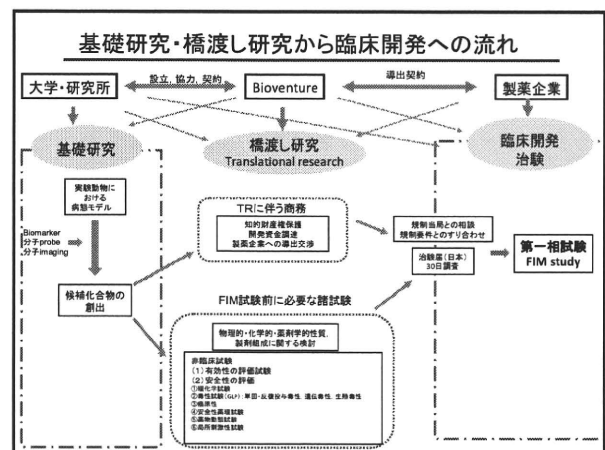 基礎研究・橋渡し研究から臨床開発への流れ
大学・研究所
設立, 協力, 契約
Bioventure
導出契約
製薬企業
基礎研究
橋渡し研究
Translational research
臨床開発
治験
実験動物に
おける
病態モデル
Biomarker
分子probe
分子imaging
候補化合物の
創出
TRに伴う商務
知的財産権保護
開発資金調達
製薬企業への導出交渉
規制当局との相談
規制要件とのすり合わせ
治験届(日本)
30日調査
第一相試験
FIM study
FIM試験前に必要な諸試験
物理的・化学的・薬剤学的性質,
製剤組成に関する検討
非臨床試験
(1)有効性の評価試験
(2)安全性の評価
②毒性試験(GLP):単回・反復投与毒性, 遺伝毒性, 生殖毒性
③癌原性
④安全性薬理試験
⑤薬物動態試験
⑥局所刺激性試験